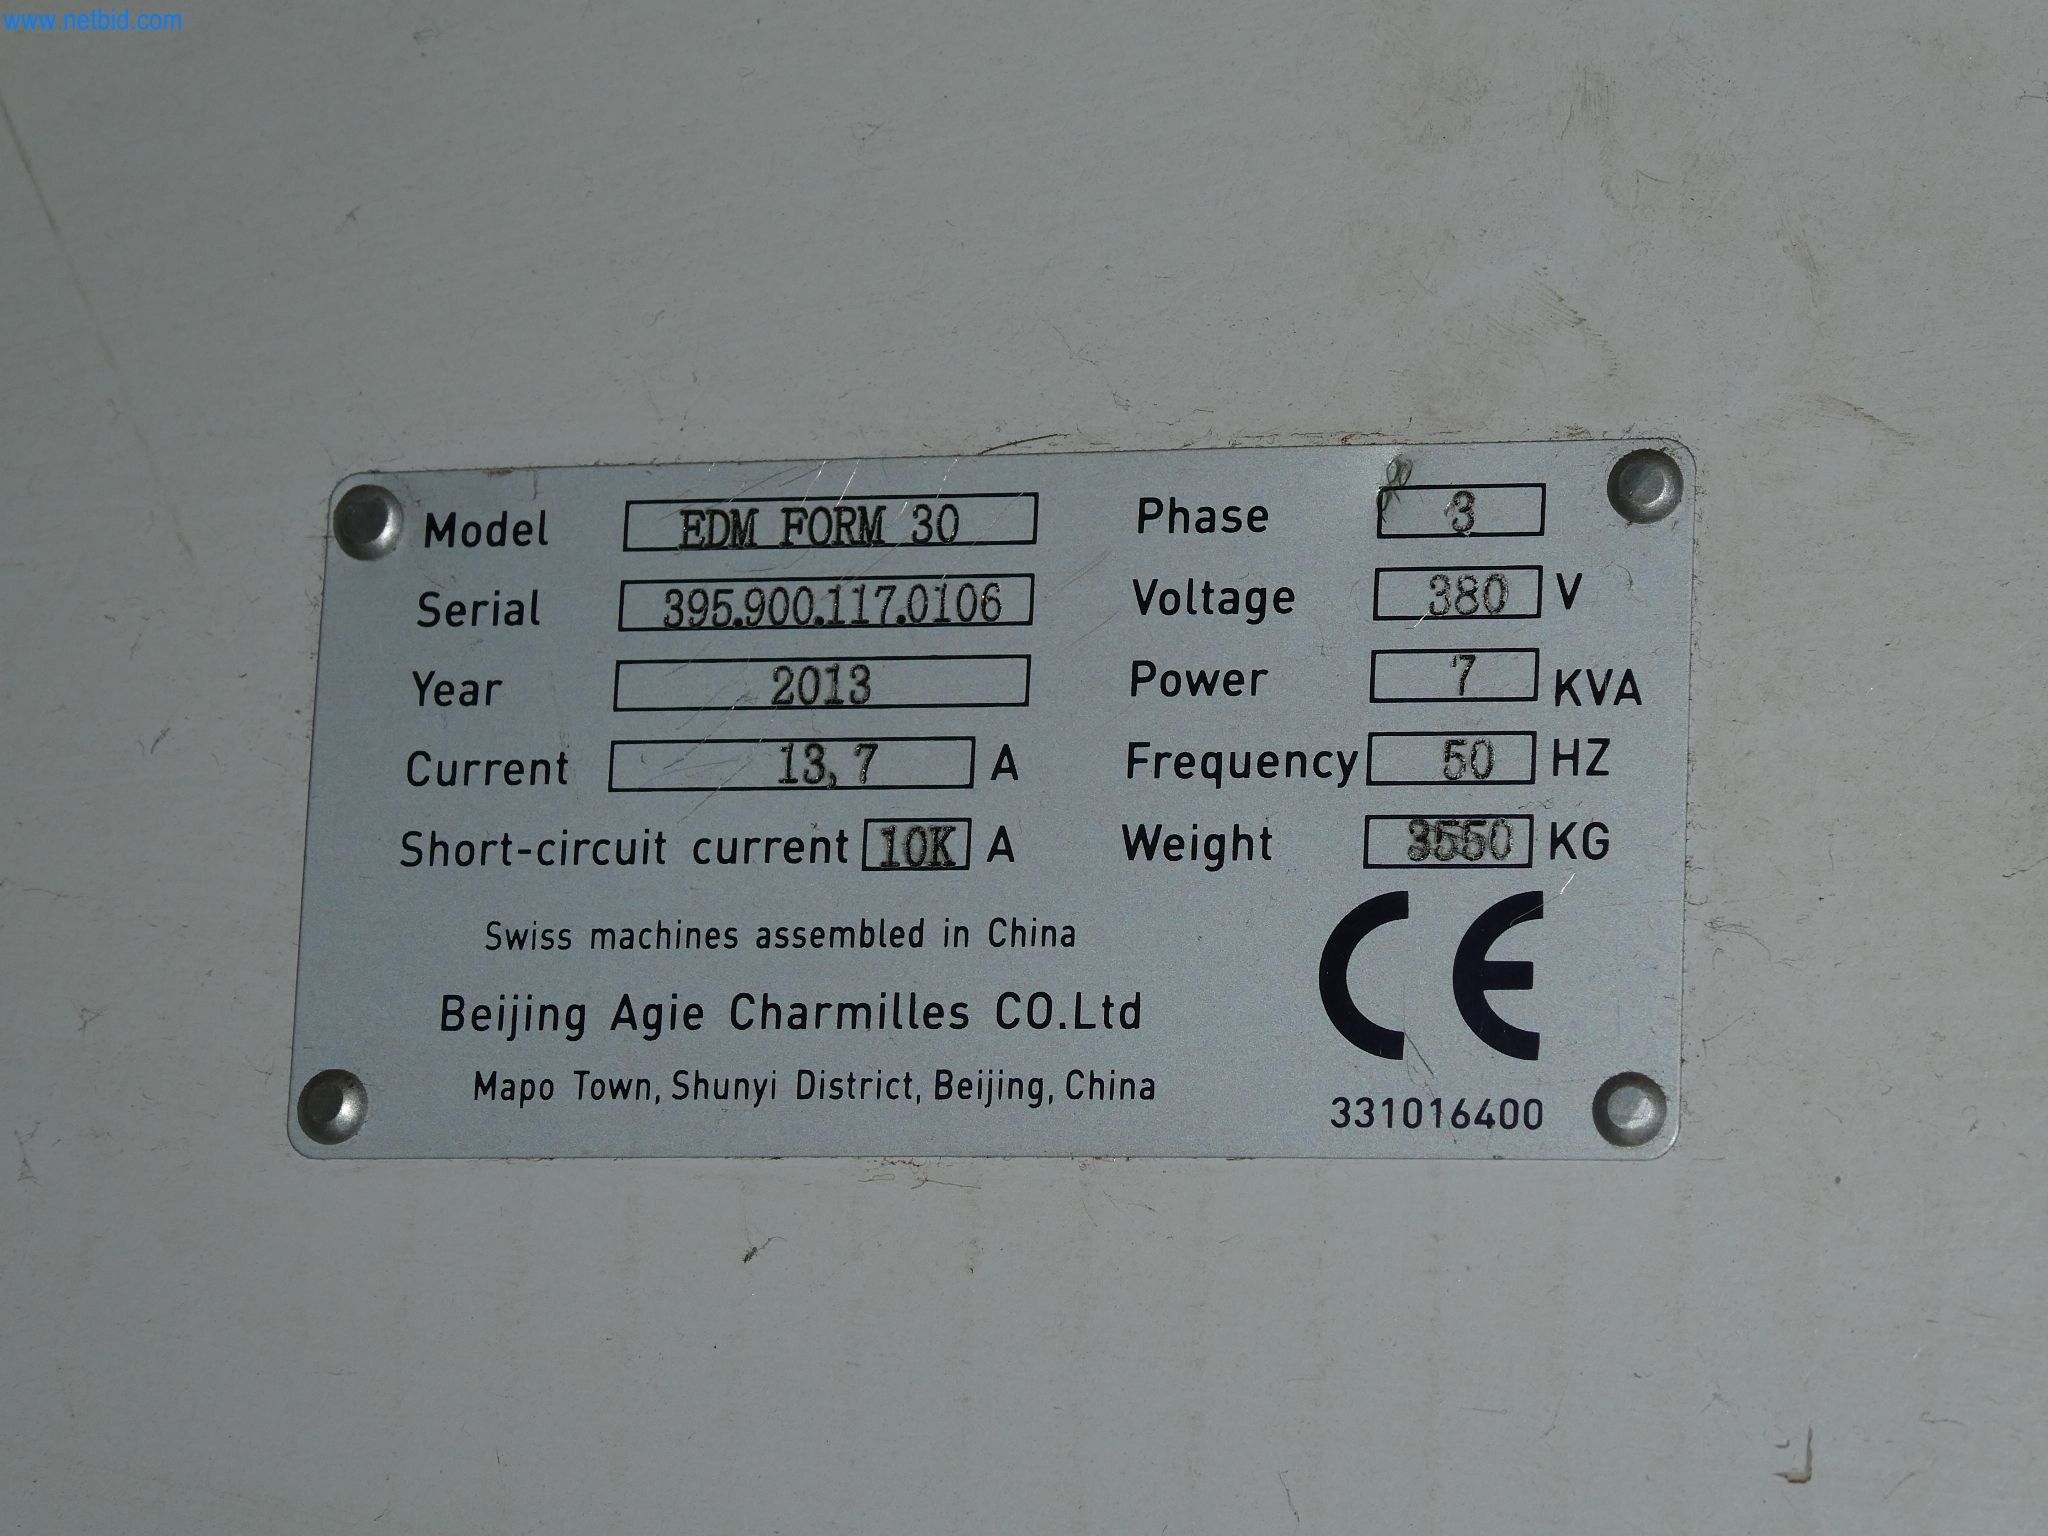 www.netbid.com
Model EDM FORM 30 Phase 3
Serial 395.900.117.0106 Voltage 380 V
Year 2013 Power 7 KVA
Current 13,7 A Frequency 50 HZ
Short-circuit current 10K A Weight 3550 KG
Swiss machines assembled in China
Beijing Agie Charmilles CO.Ltd
Mapo Town, Shunyi District, Beijing, China
CE
331016400